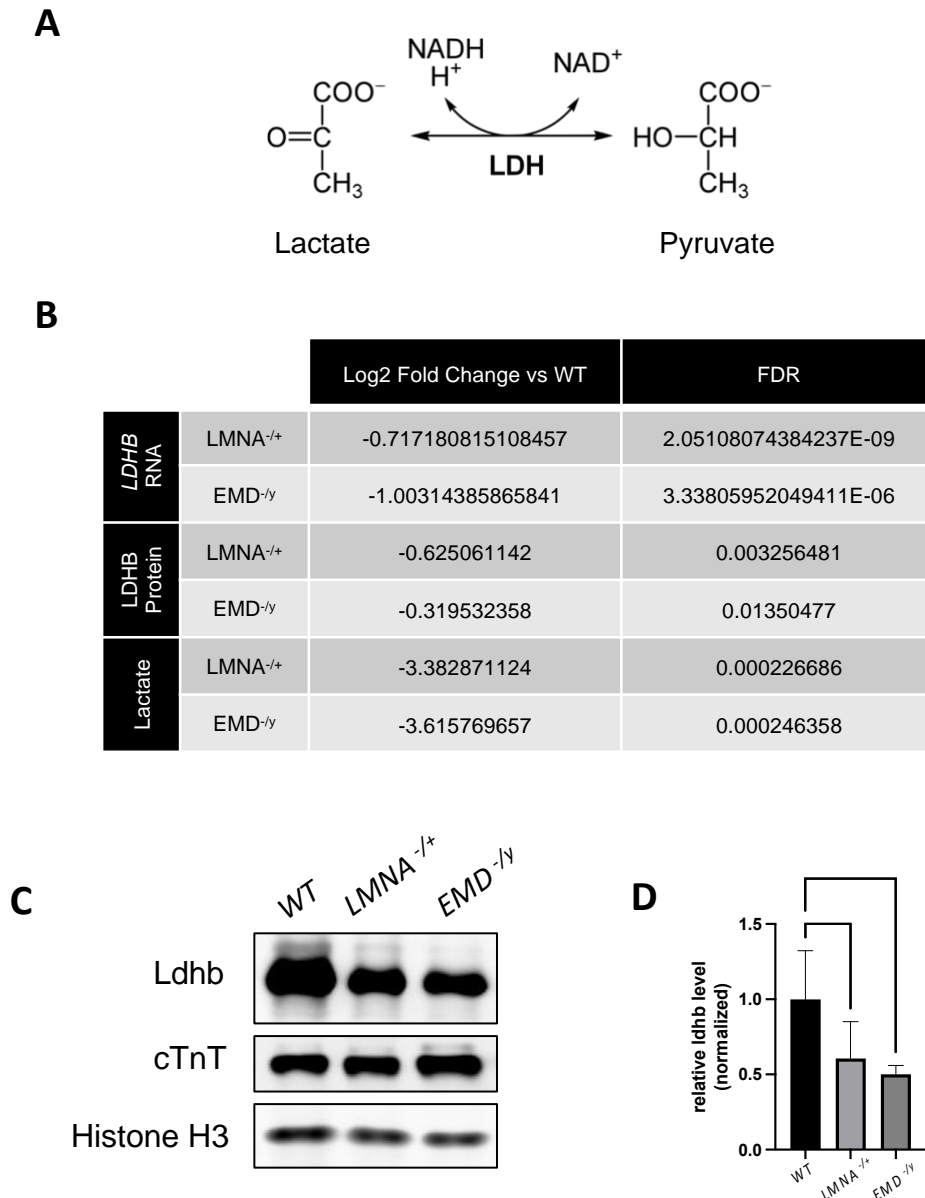 A
NADH
H⁺
NAD⁺
COO⁻
O=C
CH₃
LDH
COO⁻
HO—CH
CH₃
Lactate
Pyruvate
B
Log2 Fold Change vs WT
FDR
LDHB RNA
LMNA⁻/⁺
-0.717180815108457
2.05108074384237E-09
EMD⁻/ʸ
-1.00314385865841
3.33805952049411E-06
LDHB Protein
LMNA⁻/⁺
-0.625061142
0.003256481
EMD⁻/ʸ
-0.319532358
0.01350477
Lactate
LMNA⁻/⁺
-3.382871124
0.000226686
EMD⁻/ʸ
-3.615769657
0.000246358
C
WT
LMNA ⁻/⁺
EMD ⁻/ʸ
Ldhb
cTnT
Histone H3
D
relative ldhb level
(normalized)
1.5
1.0
0.5
0.0
WT
LMNA ⁻/⁺
EMD ⁻/ʸ